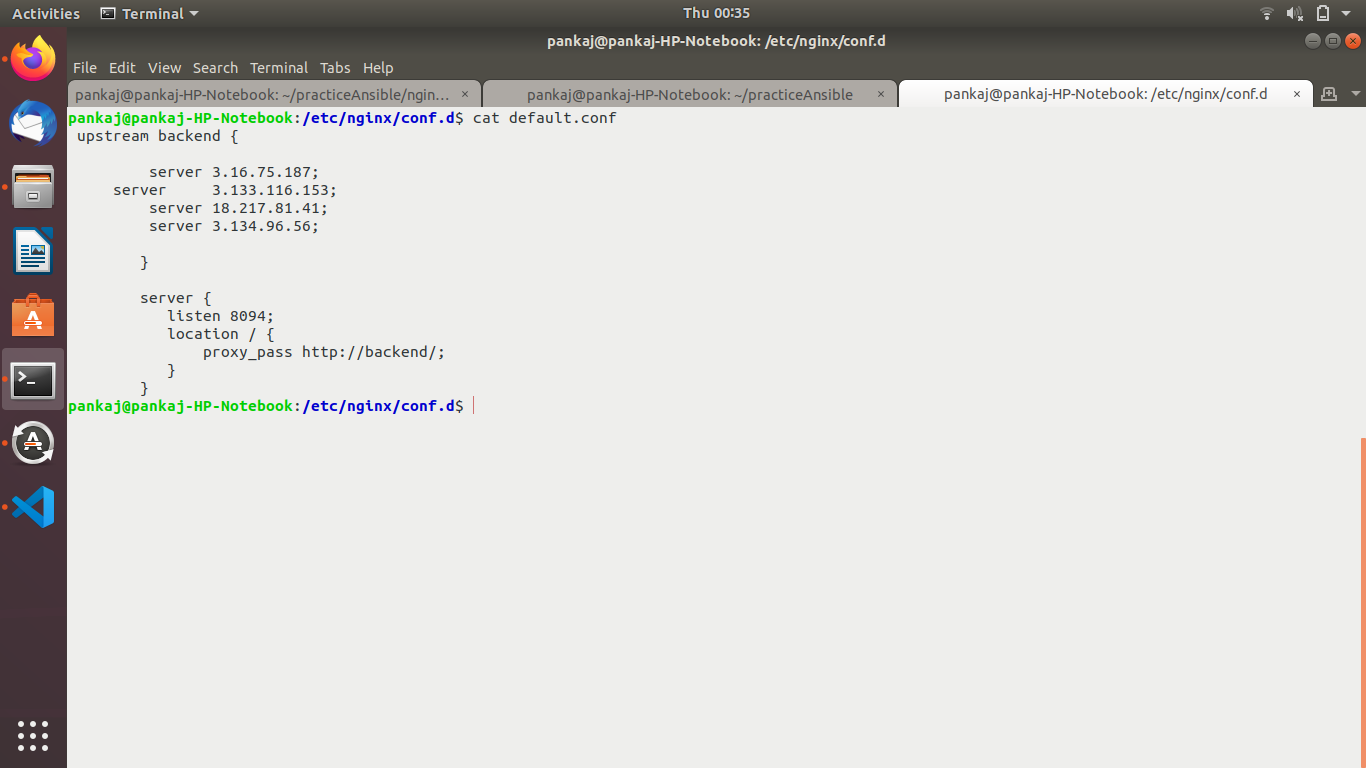 Activities Terminal Thu 00:35
pankaj@pankaj-HP-Notebook: /etc/nginx/conf.d
File Edit View Search Terminal Tabs Help
pankaj@pankaj-HP-Notebook: ~/practiceAnsible/ngin... × pankaj@pankaj-HP-Notebook: ~/practiceAnsible × pankaj@pankaj-HP-Notebook: /etc/nginx/conf.d ×
pankaj@pankaj-HP-Notebook:/etc/nginx/conf.d$ cat default.conf
 upstream backend {
         server 3.16.75.187;
     server     3.133.116.153;
         server 18.217.81.41;
         server 3.134.96.56;
        }
        server {
           listen 8094;
           location / {
               proxy_pass http://backend/;
           }
        }
pankaj@pankaj-HP-Notebook:/etc/nginx/conf.d$